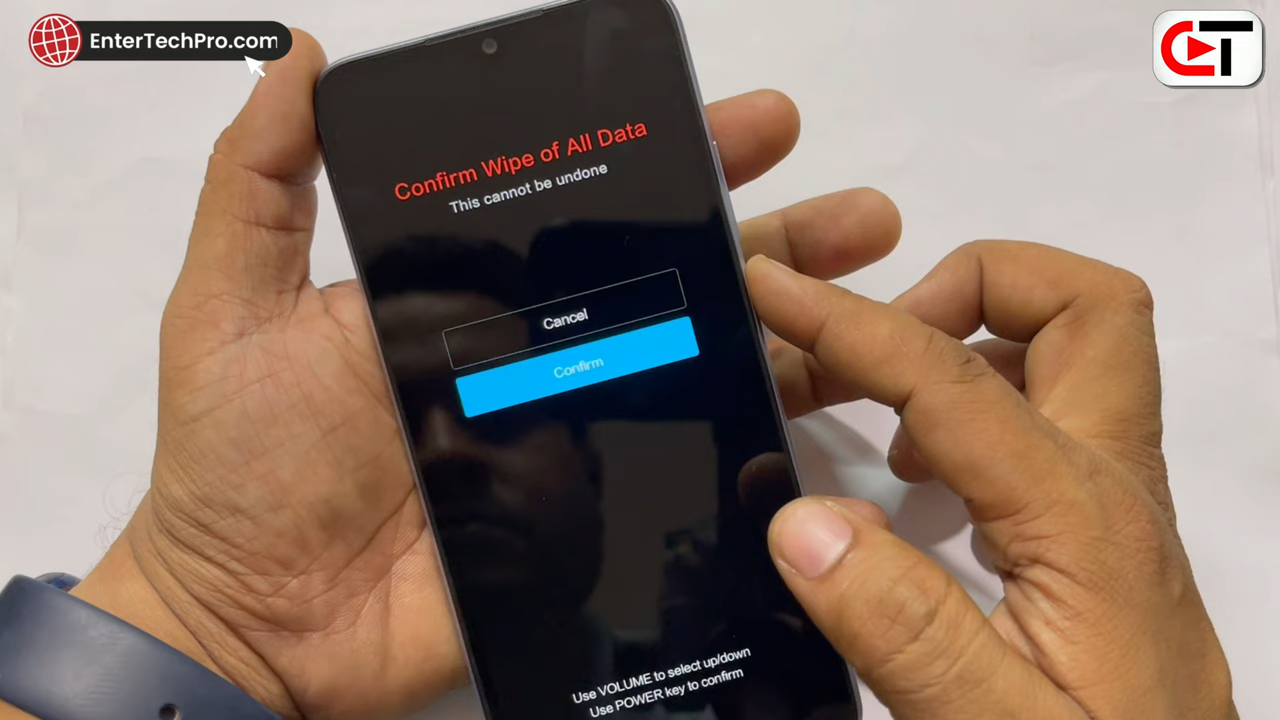 EnterTechPro.com
CT
Confirm Wipe of All Data
This cannot be undone
Cancel
Confirm
Use VOLUME to select up/down
Use POWER key to confirm